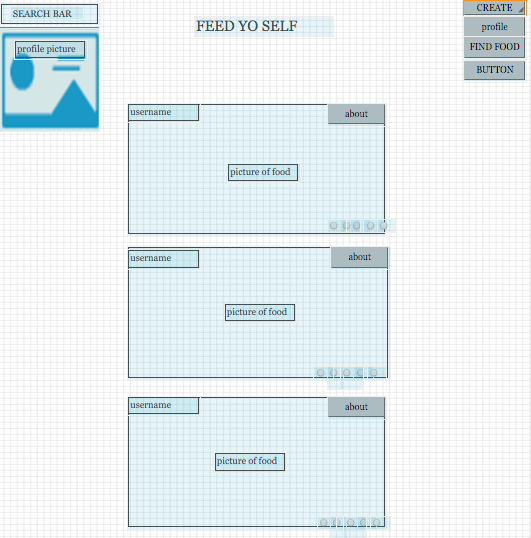 SEARCH BAR
FEED YO SELF
CREATE
profile
FIND FOOD
BUTTON
profile picture
username
about
picture of food
username
about
picture of food
username
about
picture of food